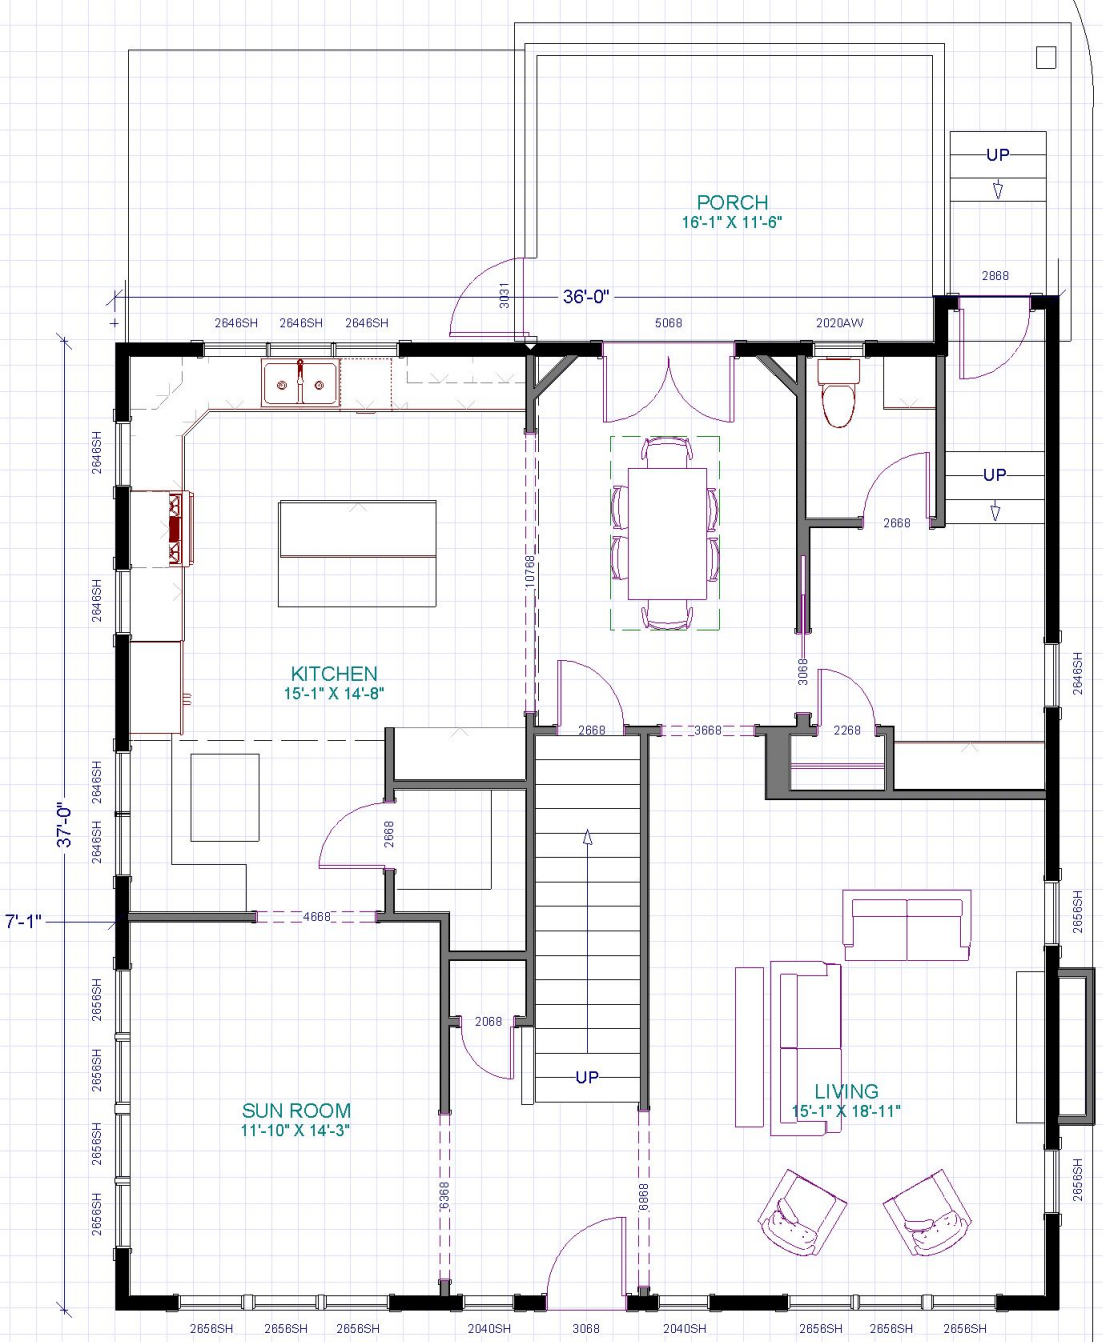 UP
PORCH
16'-1" X 11'-6"
2868
3031
36'-0"
2646SH
2646SH
2646SH
5068
2020AW
2646SH
UP
2668
10768
2646SH
3068
2646SH
KITCHEN
15'-1" X 14'-8"
2668
3668
2268
2646SH
37'-0"
2668
2646SH
4668
7'-1"
2656SH
2656SH
2068
2656SH
UP
LIVING
15'-1" X 18'-11"
SUN ROOM
11'-10" X 14'-3"
2656SH
6368
6868
2656SH
2656SH
2656SH
2656SH
2656SH
2656SH
2040SH
3068
2040SH
2656SH
2656SH
2656SH